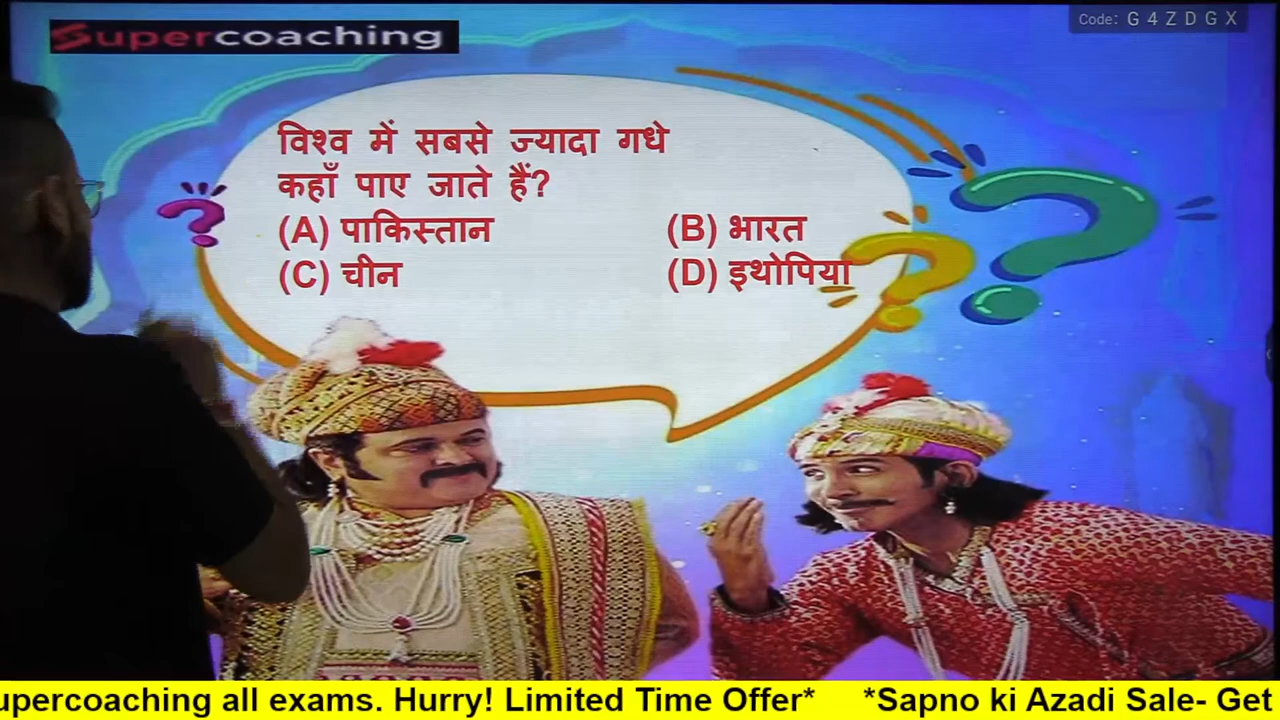 Supercoaching
Code: G 4 Z D G X
विश्व में सबसे ज्यादा गधे
कहाँ पाए जाते हैं?
(A) पाकिस्तान (B) भारत
(C) चीन (D) इथोपिया
upercoaching all exams. Hurry! Limited Time Offer* *Sapno ki Azadi Sale- Get